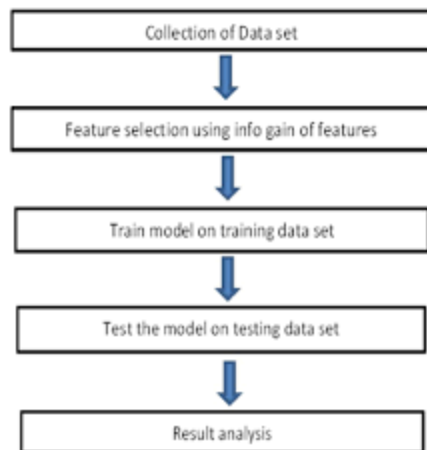 Collection of Data set
Feature selection using info gain of features
Train model on training data set
Test the model on testing data set
Result analysis